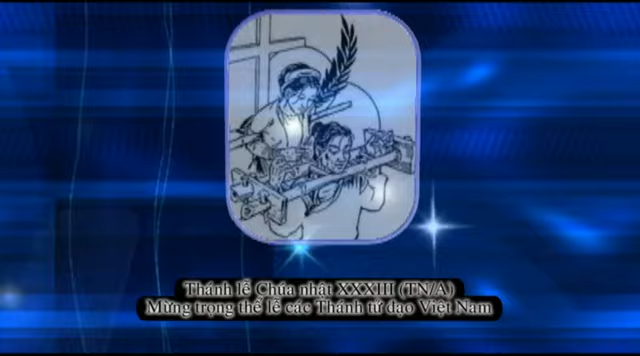 Thánh lễ Chúa nhật XXXIII (TN/A)
Mừng trọng thể lễ các Thánh tử đạo Việt Nam